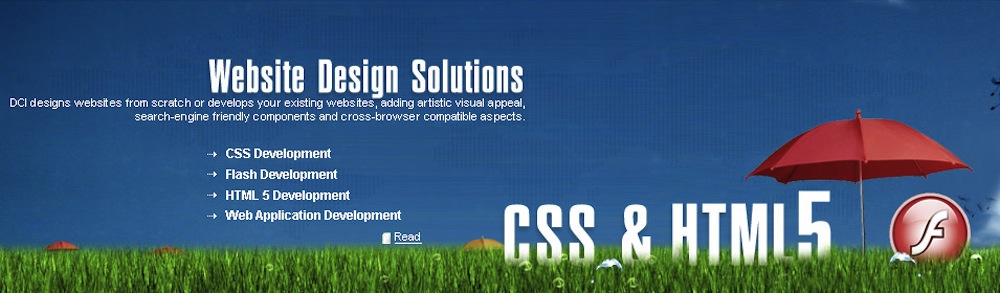 Website Design Solutions
DCI designs websites from scratch or develops your existing websites, adding artistic visual appeal,
search-engine friendly components and cross-browser compatible aspects.
CSS Development
Flash Development
HTML 5 Development
Web Application Development
Read
CSS & HTML5
f